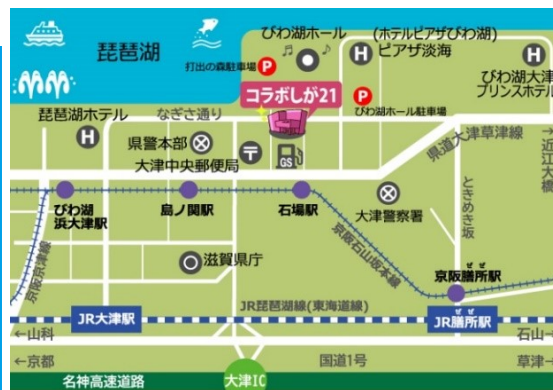 琵琶湖
びわ湖ホール
打出の森駐車場
P
(ホテルピアザびわ湖)
H
ピアザ淡海
H
びわ湖大津
プリンスホテル
コラボしが21
P
びわ湖ホール駐車場
琵琶湖ホテル
H
なぎさ通り
県警本部
大津中央郵便局
〒
GS
県道大津草津線
→近江大橋
びわ湖
浜大津駅
島ノ関駅
石場駅
大津警察署
ときめき坂
京阪京津線
滋賀県庁
京阪石山坂本線
ぜぜ
京阪膳所駅
JR琵琶湖線(東海道線)
JR大津駅
ぜぜ
JR膳所駅
←山科
石山→
←京都
国道1号
草津→
名神高速道路
大津IC